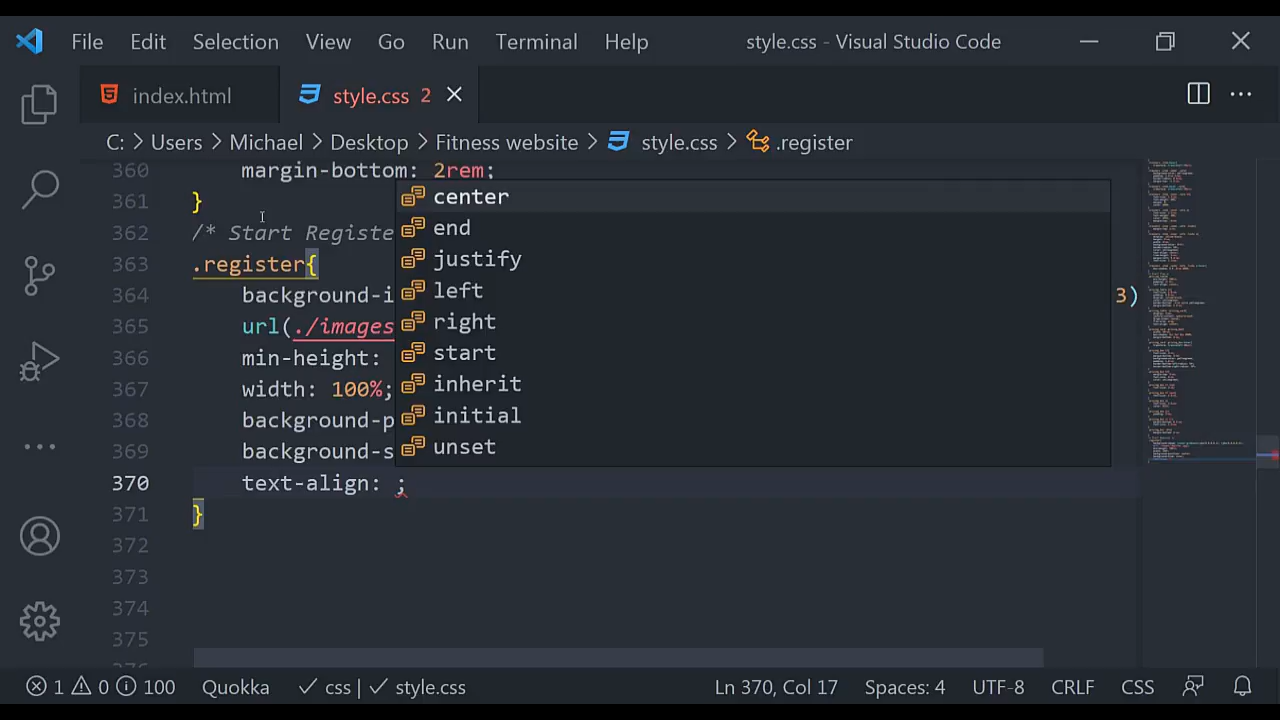 File Edit Selection View Go Run Terminal Help style.css - Visual Studio Code
index.html style.css 2
C: > Users > Michael > Desktop > Fitness website > style.css > .register
360 margin-bottom: 2rem;
361 }
362 /* Start Registe
363 .register{
364 background-i 3)
365 url(./images
366 min-height:
367 width: 100%;
368 background-p
369 background-s
370 text-align: ;
371 }
372
373
374
375
center
end
justify
left
right
start
inherit
initial
unset
1 0 100 Quokka ✓ css | ✓ style.css Ln 370, Col 17 Spaces: 4 UTF-8 CRLF CSS